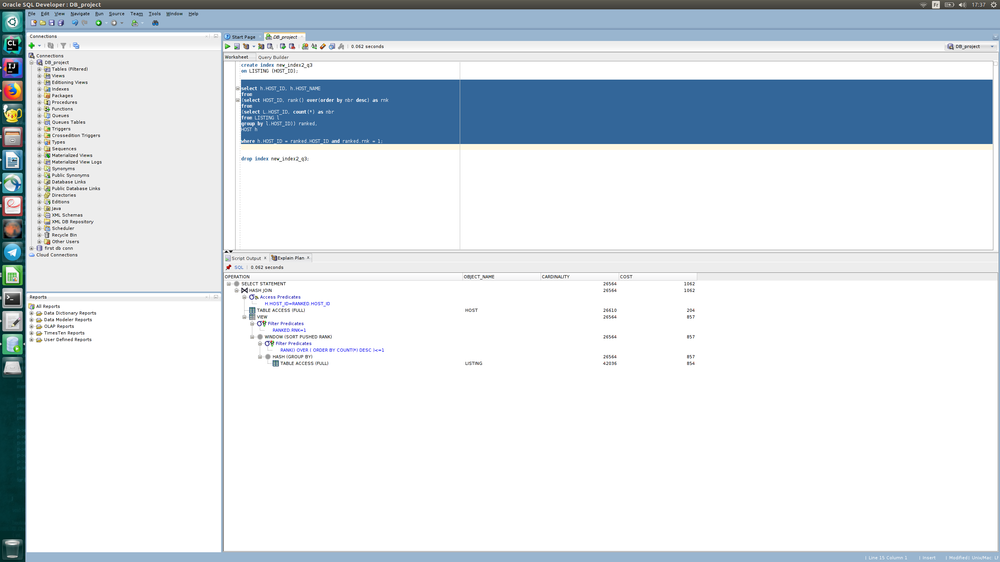 Oracle SQL Developer : DB_project
Fr
17:37
File Edit View Navigate Run Source Team Tools Window Help
Connections
Connections
DB_project
Tables (Filtered)
Views
Editioning Views
Indexes
Packages
Procedures
Functions
Queues
Queues Tables
Triggers
Crossedition Triggers
Types
Sequences
Materialized Views
Materialized View Logs
Synonyms
Public Synonyms
Database Links
Public Database Links
Directories
Editions
Java
XML Schemas
XML DB Repository
Scheduler
Recycle Bin
Other Users
first db conn
Cloud Connections
Reports
All Reports
Data Dictionary Reports
Data Modeler Reports
OLAP Reports
TimesTen Reports
User Defined Reports
Start Page
DB_project
0.062 seconds
DB_project
Worksheet
Query Builder
create index new_index2_q3
on LISTING (HOST_ID);
select h.HOST_ID, h.HOST_NAME
from
(select HOST_ID, rank() over(order by nbr desc) as rnk
from
(select L.HOST_ID, count(*) as nbr
from LISTING l
group by l.HOST_ID)) ranked,
HOST h
where h.HOST_ID = ranked.HOST_ID and ranked.rnk = 1;
drop index new_index2_q3;
Script Output x
Explain Plan x
SQL | 0.062 seconds
OPERATION OBJECT_NAME CARDINALITY COST
SELECT STATEMENT 26564 1062
HASH JOIN 26564 1062
Access Predicates
H.HOST_ID=RANKED.HOST_ID
TABLE ACCESS (FULL) HOST 26610 204
VIEW 26564 857
Filter Predicates
RANKED.RNK=1
WINDOW (SORT PUSHED RANK) 26564 857
Filter Predicates
RANK() OVER ( ORDER BY COUNT(*) DESC )<=1
HASH (GROUP BY) 26564 857
TABLE ACCESS (FULL) LISTING 42036 854
| Line 15 Column 1 | Insert | Modified | Unix/Mac: LF
CL
IJ